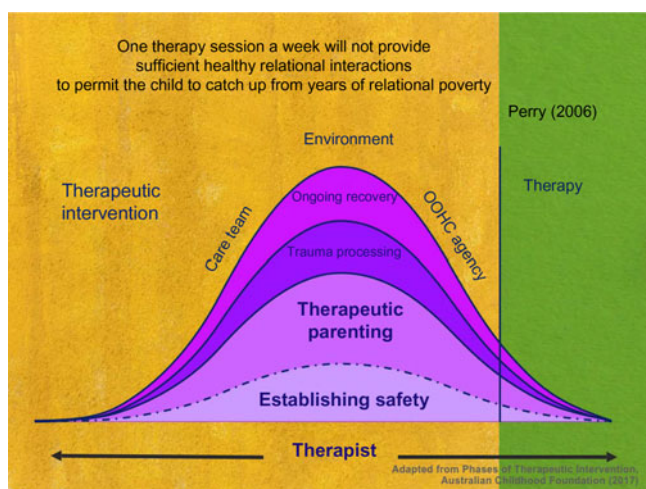 One therapy session a week will not provide
sufficient healthy relational interactions
to permit the child to catch up from years of relational poverty
Perry (2006)
Environment
Therapeutic
intervention
Therapy
Ongoing recovery
Care team
OOHC agency
Trauma processing
Therapeutic
parenting
Establishing safety
Therapist
Adapted from Phases of Therapeutic Intervention,
Australian Childhood Foundation (2017)